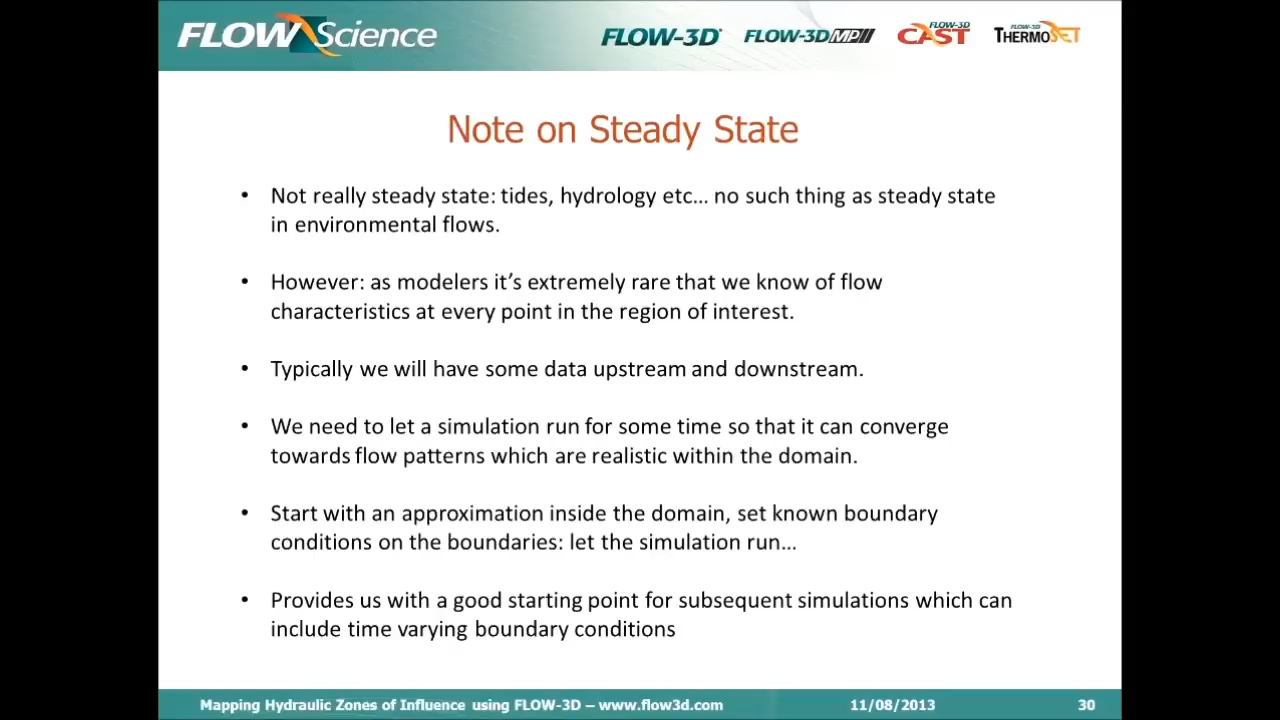 FLOW Science
FLOW-3D FLOW-3D MP FLOW-3D CAST FLOW-3D THERMOSET
Note on Steady State
• Not really steady state: tides, hydrology etc… no such thing as steady state
in environmental flows.
• However: as modelers it’s extremely rare that we know of flow
characteristics at every point in the region of interest.
• Typically we will have some data upstream and downstream.
• We need to let a simulation run for some time so that it can converge
towards flow patterns which are realistic within the domain.
• Start with an approximation inside the domain, set known boundary
conditions on the boundaries: let the simulation run…
• Provides us with a good starting point for subsequent simulations which can
include time varying boundary conditions
Mapping Hydraulic Zones of Influence using FLOW-3D – www.flow3d.com 11/08/2013 30